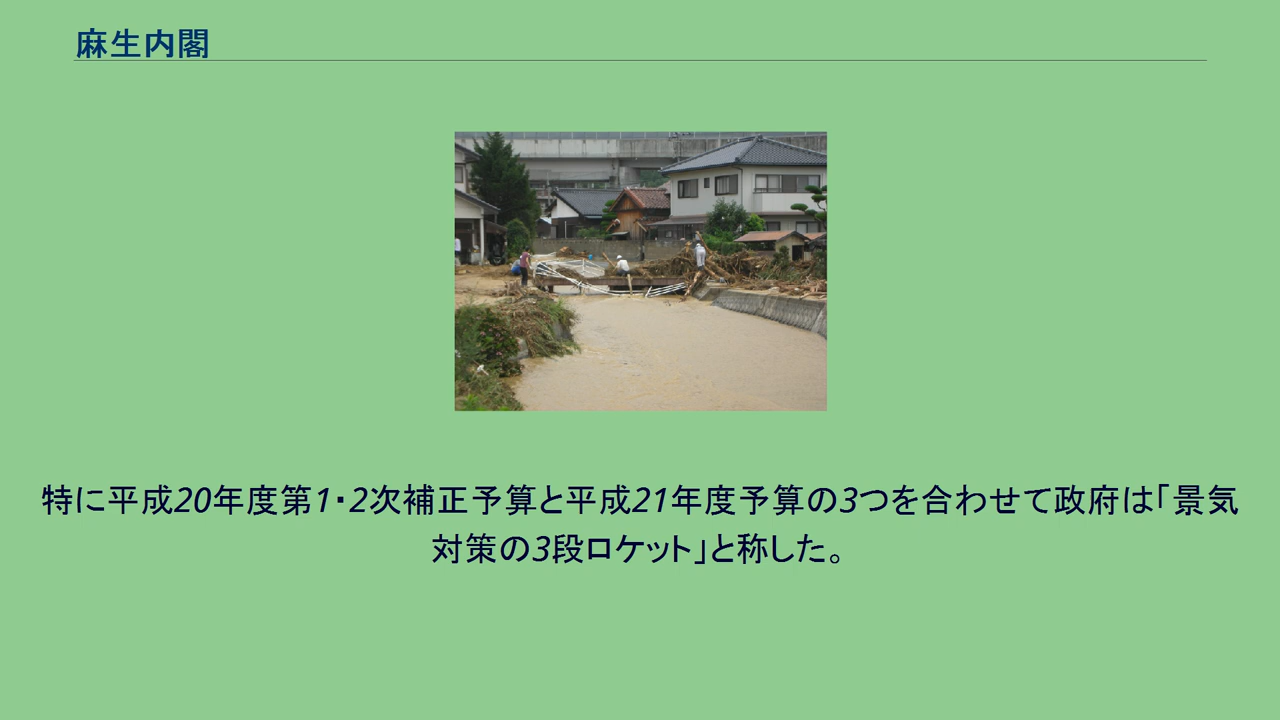 麻生内閣
特に平成20年度第1・2次補正予算と平成21年度予算の3つを合わせて政府は「景気
対策の3段ロケット」と称した。